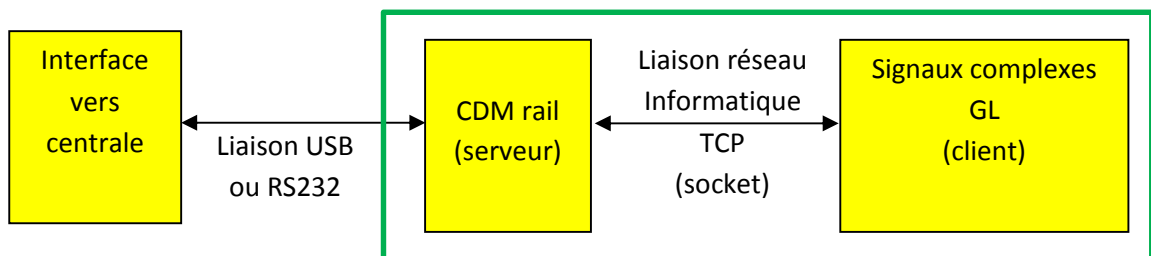 Interface
vers
centrale
Liaison USB
ou RS232
CDM rail
(serveur)
Liaison réseau
Informatique
TCP
(socket)
Signaux complexes
GL
(client)